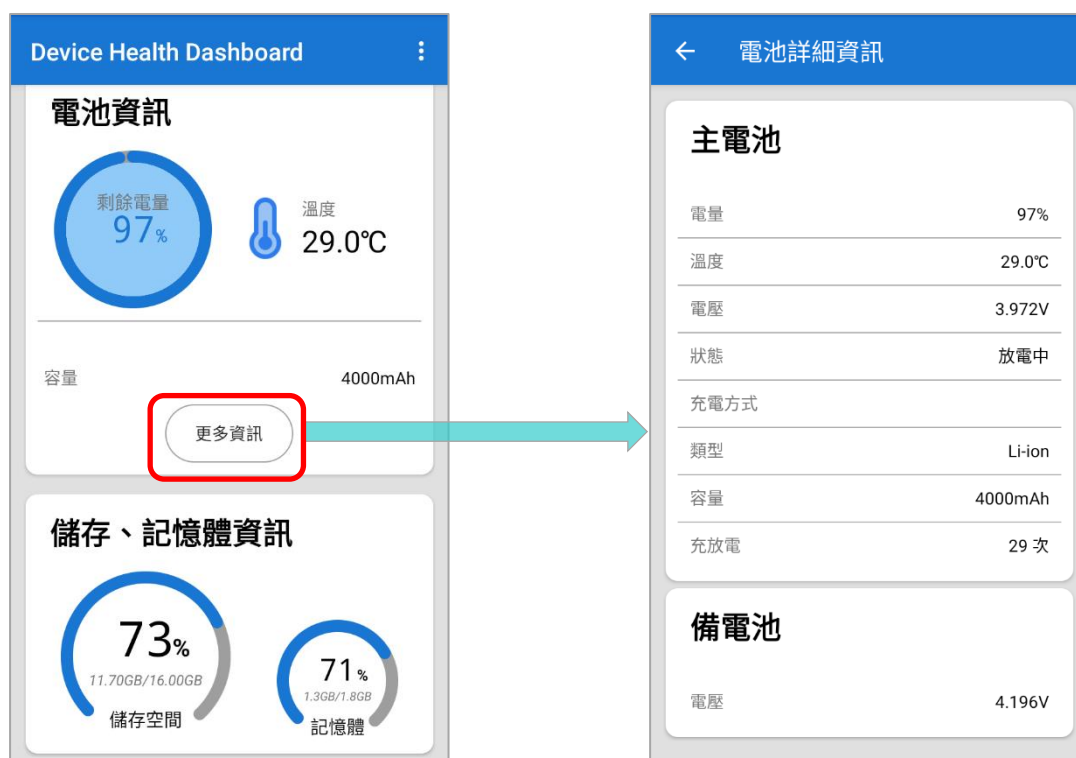 Device Health Dashboard
電池資訊
剩餘電量
97%
溫度
29.0℃
容量 4000mAh
更多資訊
儲存、記憶體資訊
73%
11.70GB/16.00GB
儲存空間
71%
1.3GB/1.8GB
記憶體
電池詳細資訊
主電池
電量 97%
溫度 29.0℃
電壓 3.972V
狀態 放電中
充電方式
類型 Li-ion
容量 4000mAh
充放電 29 次
備電池
電壓 4.196V